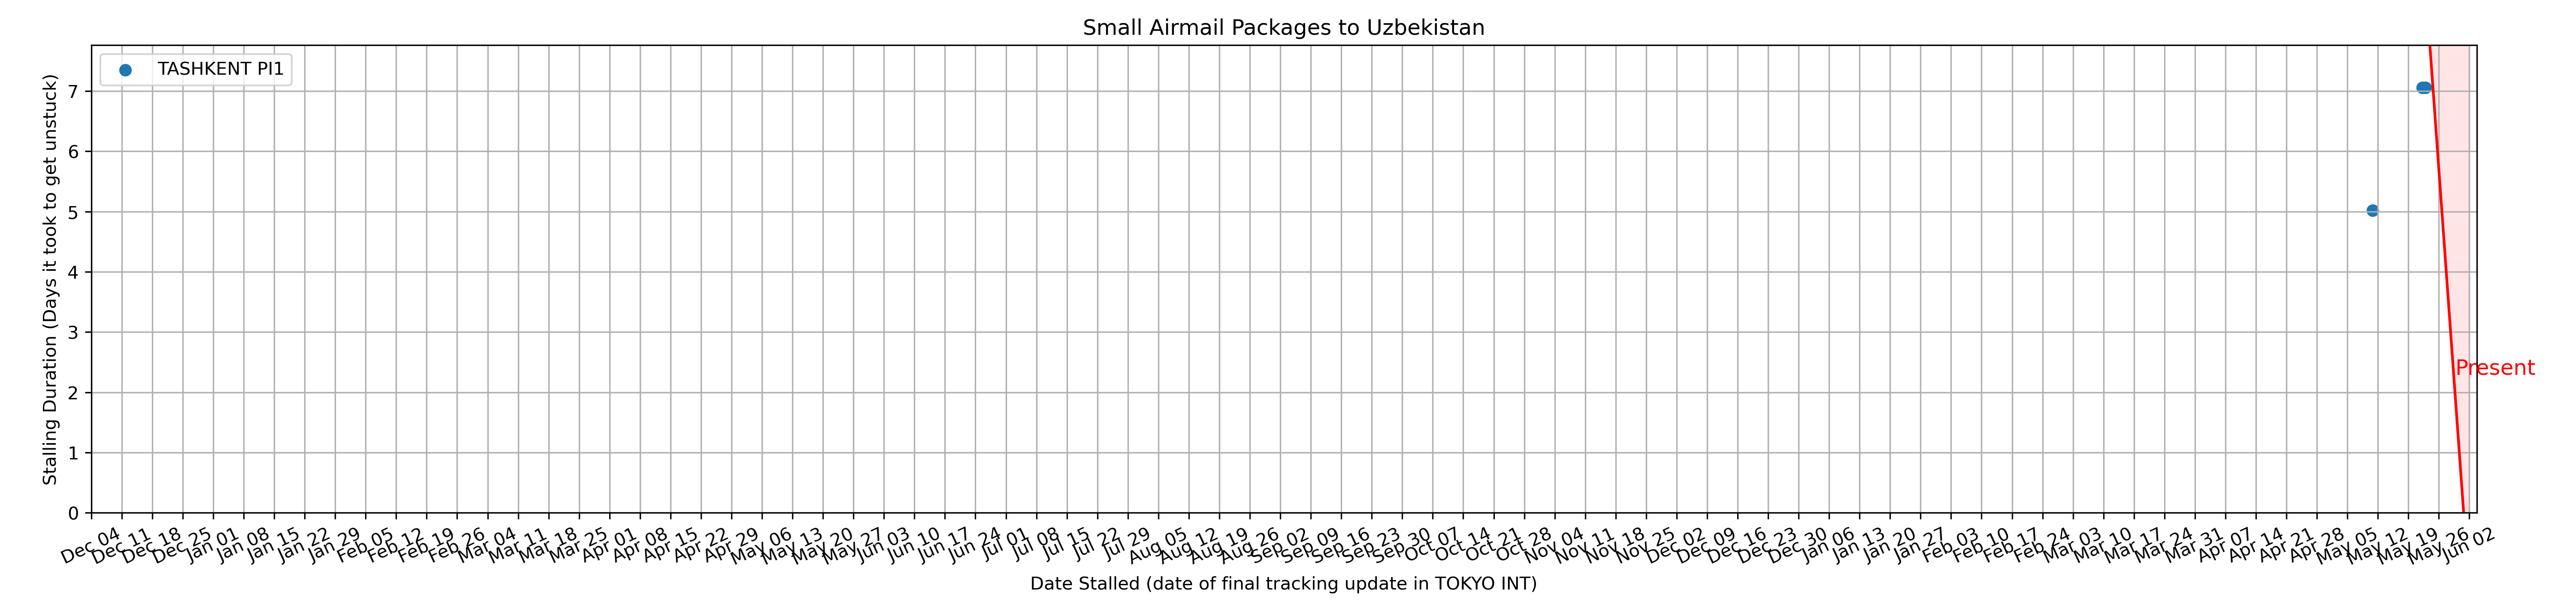 Small Airmail Packages to Uzbekistan
TASHKENT PI1
Stalling Duration (Days it took to get unstuck)
7
6
5
4
3
2
1
0
Present
Dec 04
Dec 11
Dec 18
Dec 25
Jan 01
Jan 08
Jan 15
Jan 22
Jan 29
Feb 05
Feb 12
Feb 19
Feb 26
Mar 04
Mar 11
Mar 18
Mar 25
Apr 01
Apr 08
Apr 15
Apr 22
Apr 29
May 06
May 13
May 20
May 27
Jun 03
Jun 10
Jun 17
Jun 24
Jul 01
Jul 08
Jul 15
Jul 22
Jul 29
Aug 05
Aug 12
Aug 19
Aug 26
Sep 02
Sep 09
Sep 16
Sep 23
Sep 30
Oct 07
Oct 14
Oct 21
Oct 28
Nov 04
Nov 11
Nov 18
Nov 25
Dec 02
Dec 09
Dec 16
Dec 23
Dec 30
Jan 06
Jan 13
Jan 20
Jan 27
Feb 03
Feb 10
Feb 17
Feb 24
Mar 03
Mar 10
Mar 17
Mar 24
Mar 31
Apr 07
Apr 14
Apr 21
Apr 28
May 05
May 12
May 19
May 26
Jun 02
Date Stalled (date of final tracking update in TOKYO INT)